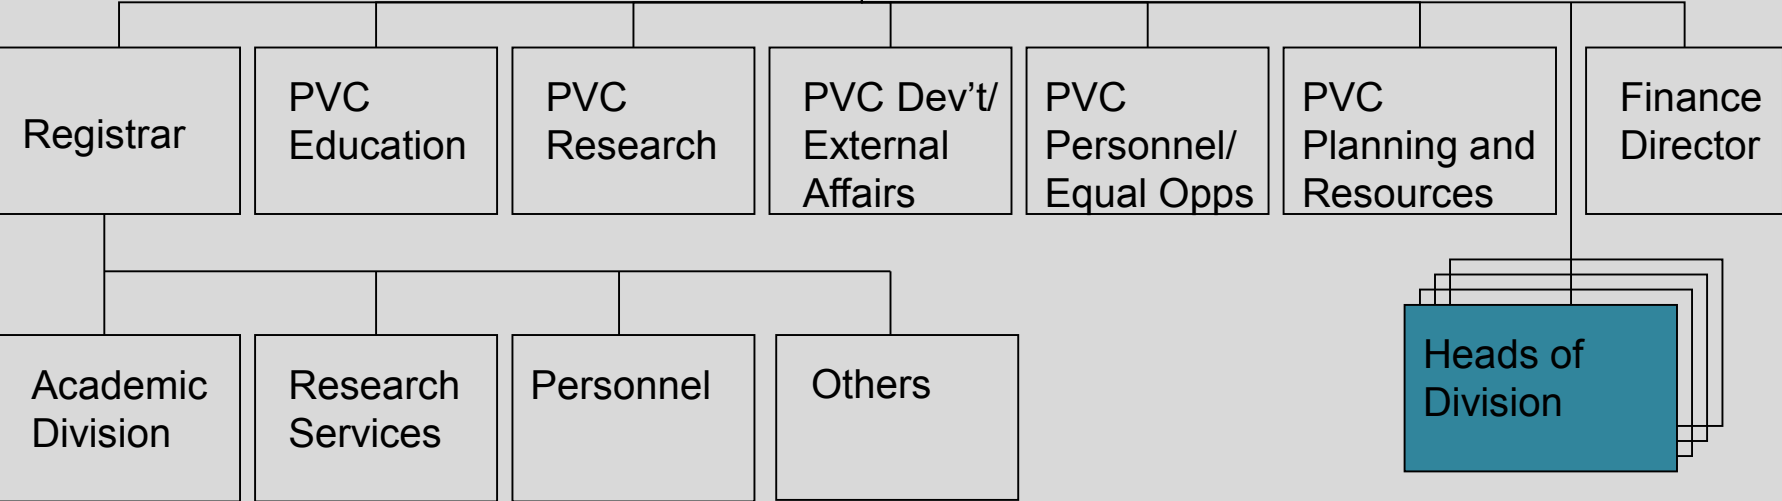 Registrar
PVC
Education
PVC
Research
PVC Dev’t/
External
Affairs
PVC
Personnel/
Equal Opps
PVC
Planning and
Resources
Finance
Director
Academic
Division
Research
Services
Personnel
Others
Heads of
Division